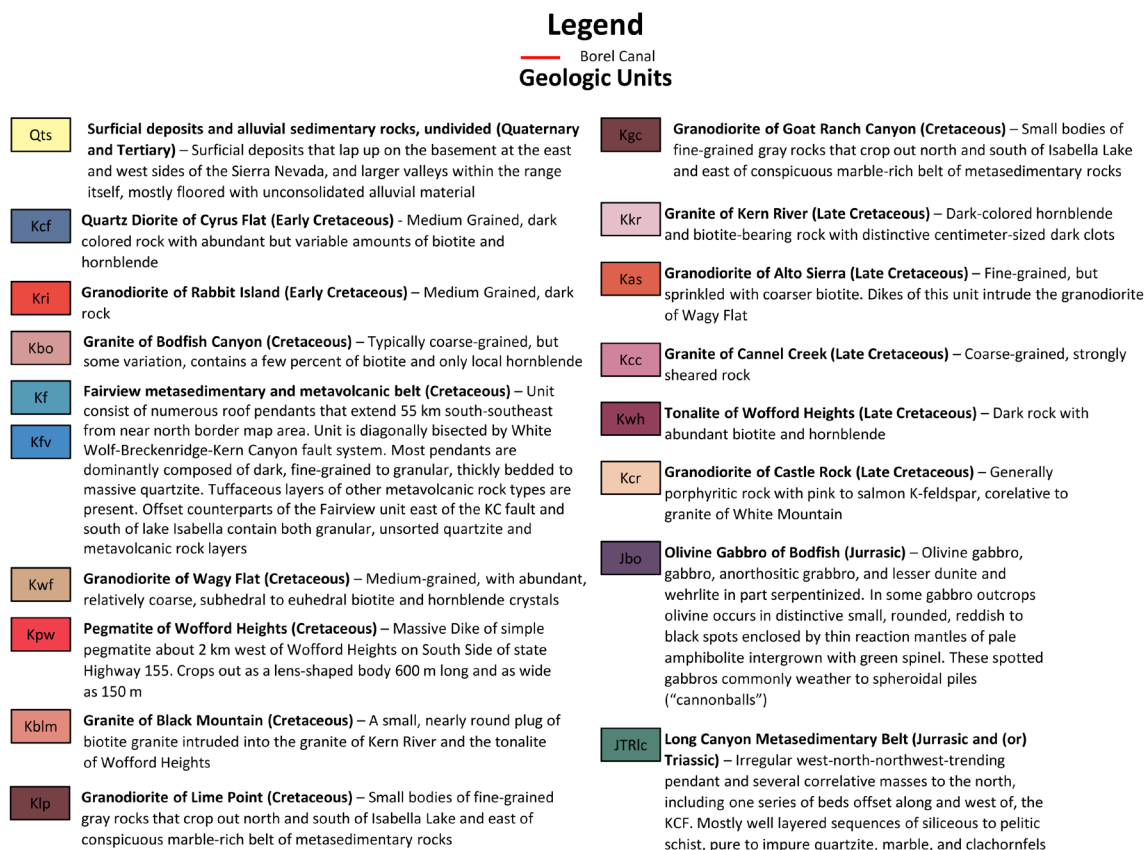 Legend
Borel Canal
Geologic Units
Qts
Surficial deposits and alluvial sedimentary rocks, undivided (Quaternary
and Tertiary) – Surficial deposits that lap up on the basement at the east
and west sides of the Sierra Nevada, and larger valleys within the range
itself, mostly floored with unconsolidated alluvial material
Kcf
Quartz Diorite of Cyrus Flat (Early Cretaceous) - Medium Grained, dark
colored rock with abundant but variable amounts of biotite and
hornblende
Kri
Granodiorite of Rabbit Island (Early Cretaceous) – Medium Grained, dark
rock
Kbo
Granite of Bodfish Canyon (Cretaceous) – Typically coarse-grained, but
some variation, contains a few percent of biotite and only local hornblende
Kf
Kfv
Fairview metasedimentary and metavolcanic belt (Cretaceous) – Unit
consist of numerous roof pendants that extend 55 km south-southeast
from near north border map area. Unit is diagonally bisected by White
Wolf-Breckenridge-Kern Canyon fault system. Most pendants are
dominantly composed of dark, fine-grained to granular, thickly bedded to
massive quartzite. Tuffaceous layers of other metavolcanic rock types are
present. Offset counterparts of the Fairview unit east of the KC fault and
south of lake Isabella contain both granular, unsorted quartzite and
metavolcanic rock layers
Kwf
Granodiorite of Wagy Flat (Cretaceous) – Medium-grained, with abundant,
relatively coarse, subhedral to euhedral biotite and hornblende crystals
Kpw
Pegmatite of Wofford Heights (Cretaceous) – Massive Dike of simple
pegmatite about 2 km west of Wofford Heights on South Side of state
Highway 155. Crops out as a lens-shaped body 600 m long and as wide
as 150 m
Kblm
Granite of Black Mountain (Cretaceous) – A small, nearly round plug of
biotite granite intruded into the granite of Kern River and the tonalite
of Wofford Heights
Klp
Granodiorite of Lime Point (Cretaceous) – Small bodies of fine-grained
gray rocks that crop out north and south of Isabella Lake and east of
conspicuous marble-rich belt of metasedimentary rocks
Kgc
Granodiorite of Goat Ranch Canyon (Cretaceous) – Small bodies of
fine-grained gray rocks that crop out north and south of Isabella Lake
and east of conspicuous marble-rich belt of metasedimentary rocks
Kkr
Granite of Kern River (Late Cretaceous) – Dark-colored hornblende
and biotite-bearing rock with distinctive centimeter-sized dark clots
Kas
Granodiorite of Alto Sierra (Late Cretaceous) – Fine-grained, but
sprinkled with coarser biotite. Dikes of this unit intrude the granodiorite
of Wagy Flat
Kcc
Granite of Cannel Creek (Late Cretaceous) – Coarse-grained, strongly
sheared rock
Kwh
Tonalite of Wofford Heights (Late Cretaceous) – Dark rock with
abundant biotite and hornblende
Kcr
Granodiorite of Castle Rock (Late Cretaceous) – Generally
porphyritic rock with pink to salmon K-feldspar, corelative to
granite of White Mountain
Jbo
Olivine Gabbro of Bodfish (Jurrasic) – Olivine gabbro,
gabbro, anorthositic grabbro, and lesser dunite and
wehrlite in part serpentinized. In some gabbro outcrops
olivine occurs in distinctive small, rounded, reddish to
black spots enclosed by thin reaction mantles of pale
amphibolite intergrown with green spinel. These spotted
gabbros commonly weather to spheroidal piles
(“cannonballs”)
JTRlc
Long Canyon Metasedimentary Belt (Jurrasic and (or)
Triassic) – Irregular west-north-northwest-trending
pendant and several correlative masses to the north,
including one series of beds offset along and west of, the
KCF. Mostly well layered sequences of siliceous to pelitic
schist, pure to impure quartzite, marble, and clachornfels